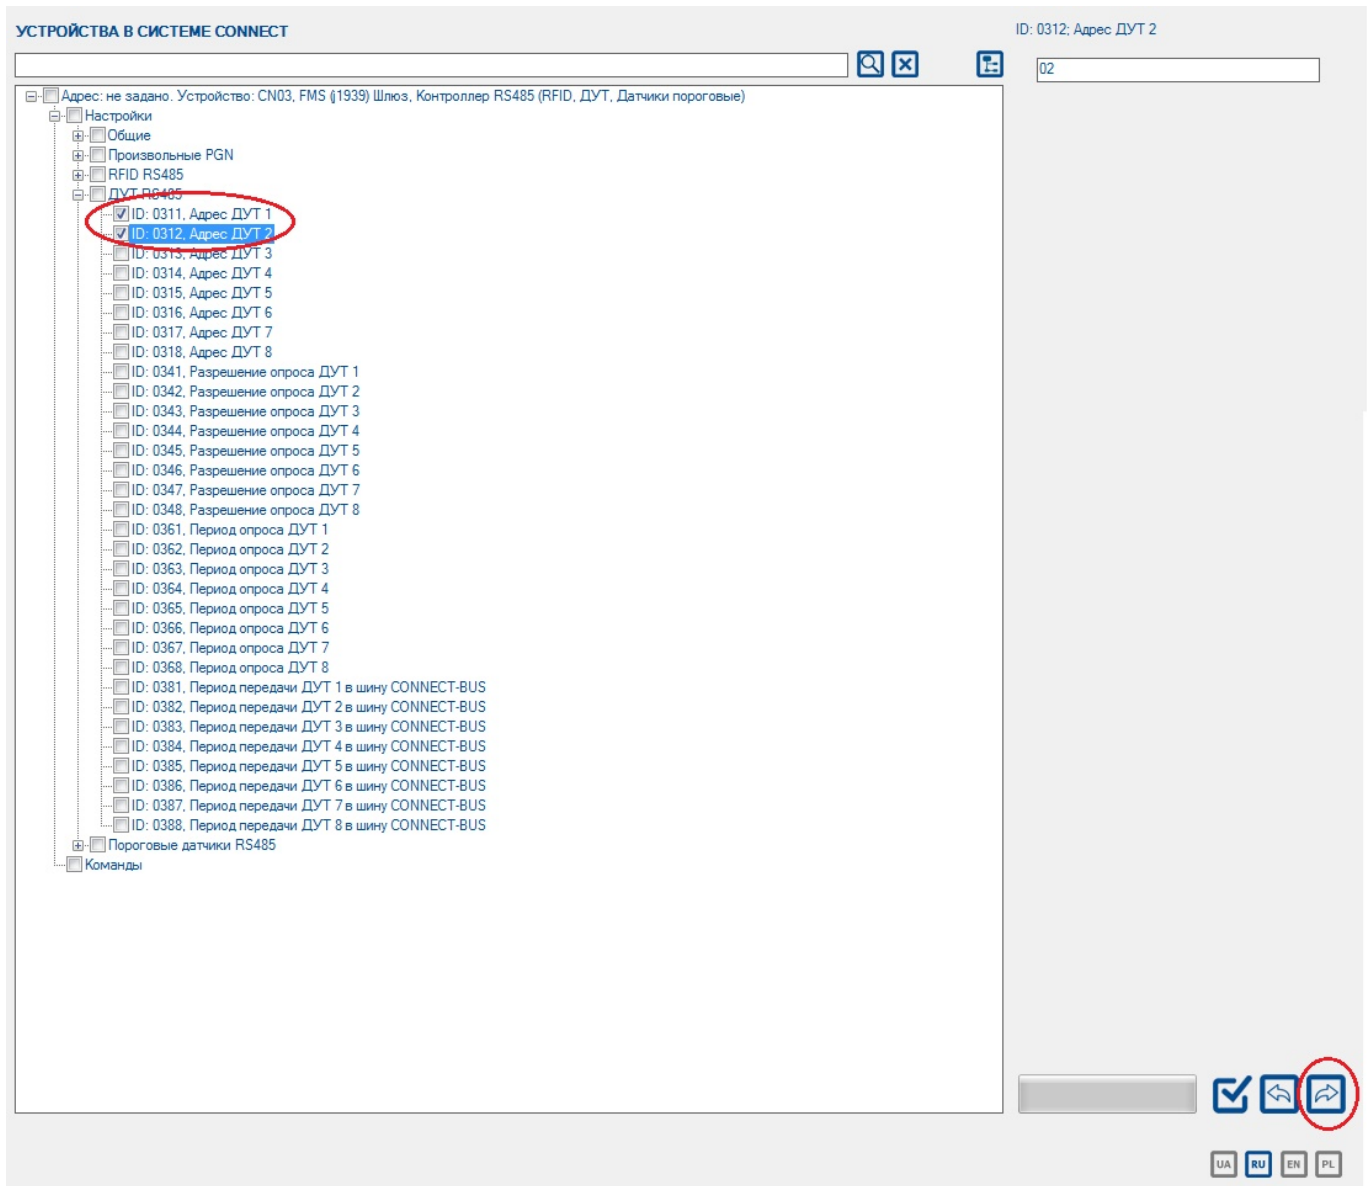 УСТРОЙСТВА В СИСТЕМЕ CONNECT
ID: 0312; Адрес ДУТ 2
02
Адрес: не задано. Устройство: CN03, FMS (j1939) Шлюз, Контроллер RS485 (RFID, ДУТ, Датчики пороговые)
Настройки
Общие
Произвольные PGN
RFID RS485
ДУТ RS485
ID: 0311, Адрес ДУТ 1
ID: 0312, Адрес ДУТ 2
ID: 0313, Адрес ДУТ 3
ID: 0314, Адрес ДУТ 4
ID: 0315, Адрес ДУТ 5
ID: 0316, Адрес ДУТ 6
ID: 0317, Адрес ДУТ 7
ID: 0318, Адрес ДУТ 8
ID: 0341, Разрешение опроса ДУТ 1
ID: 0342, Разрешение опроса ДУТ 2
ID: 0343, Разрешение опроса ДУТ 3
ID: 0344, Разрешение опроса ДУТ 4
ID: 0345, Разрешение опроса ДУТ 5
ID: 0346, Разрешение опроса ДУТ 6
ID: 0347, Разрешение опроса ДУТ 7
ID: 0348, Разрешение опроса ДУТ 8
ID: 0361, Период опроса ДУТ 1
ID: 0362, Период опроса ДУТ 2
ID: 0363, Период опроса ДУТ 3
ID: 0364, Период опроса ДУТ 4
ID: 0365, Период опроса ДУТ 5
ID: 0366, Период опроса ДУТ 6
ID: 0367, Период опроса ДУТ 7
ID: 0368, Период опроса ДУТ 8
ID: 0381, Период передачи ДУТ 1 в шину CONNECT-BUS
ID: 0382, Период передачи ДУТ 2 в шину CONNECT-BUS
ID: 0383, Период передачи ДУТ 3 в шину CONNECT-BUS
ID: 0384, Период передачи ДУТ 4 в шину CONNECT-BUS
ID: 0385, Период передачи ДУТ 5 в шину CONNECT-BUS
ID: 0386, Период передачи ДУТ 6 в шину CONNECT-BUS
ID: 0387, Период передачи ДУТ 7 в шину CONNECT-BUS
ID: 0388, Период передачи ДУТ 8 в шину CONNECT-BUS
Пороговые датчики RS485
Команды
UA RU EN PL